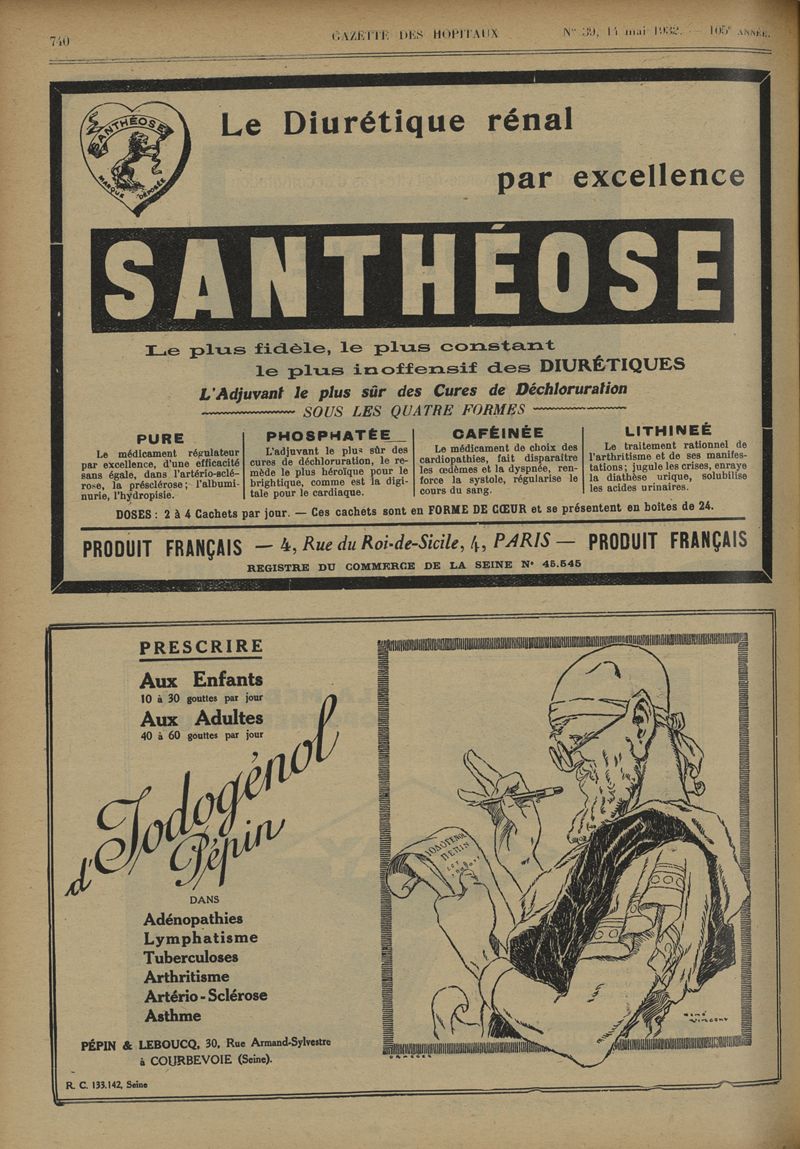 740
GAZETTE DES HOPITAUX
N° 39, 14 mai 1932. — 105e ANNÉE.
SANTHÉOSE
MARQUE DÉPOSÉE
Le Diurétique rénal
par excellence
SANTHÉOSE
Le plus fidèle, le plus constant
le plus inoffensif des DIURÉTIQUES
L'Adjuvant le plus sûr des Cures de Déchloruration
SOUS LES QUATRE FORMES
PURE
Le médicament régulateur
par excellence, d'une efficacité
sans égale, dans l'artério-sclé-
rose, la présclérose; l'albumi-
nurie, l'hydropisie.
PHOSPHATÉE
L'adjuvant le plus sûr des
cures de déchloruration, le re-
mède le plus héroïque pour le
brightique, comme est la digi-
tale pour le cardiaque.
CAFÉINÉE
Le médicament de choix des
cardiopathies, fait disparaître
les œdèmes et la dyspnée, ren-
force la systole, régularise le
cours du sang.
LITHINEÉ
Le traitement rationnel de
l'arthritisme et de ses manifes-
tations; jugule les crises, enraye
la diathèse urique, solubilise
les acides urinaires.
DOSES : 2 à 4 Cachets par jour. — Ces cachets sont en FORME DE CŒUR et se présentent en boîtes de 24.
PRODUIT FRANÇAIS — 4, Rue du Roi-de-Sicile, 4, PARIS — PRODUIT FRANÇAIS
REGISTRE DU COMMERCE DE LA SEINE N° 45.545
PRESCRIRE
Aux Enfants
10 à 30 gouttes par jour
Aux Adultes
40 à 60 gouttes par jour
d'Iodogénol
Pépin
DANS
Adénopathies
Lymphatisme
Tuberculoses
Arthritisme
Artério-Sclérose
Asthme
PÉPIN & LEBOUCQ, 30, Rue Armand-Sylvestre
à COURBEVOIE (Seine).
R. C. 133.142, Seine
IODOGENOL
PEPIN
RENÉ
VINCENT
DRAEGER